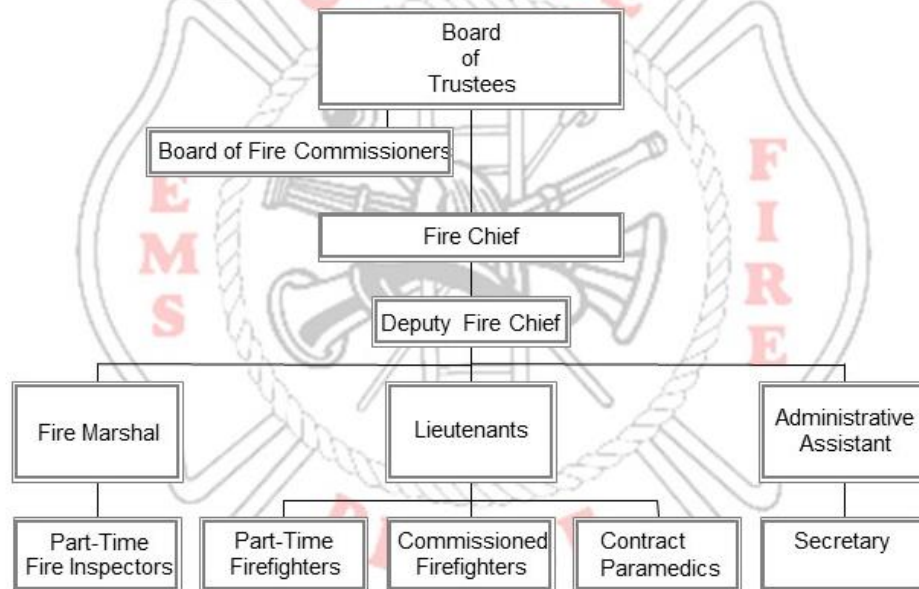 Board
of
Trustees
Board of Fire Commissioners
Fire Chief
Deputy Fire Chief
Fire Marshal
Lieutenants
Administrative
Assistant
Part-Time
Fire Inspectors
Part-Time
Firefighters
Commissioned
Firefighters
Contract
Paramedics
Secretary
EMS
FIRE